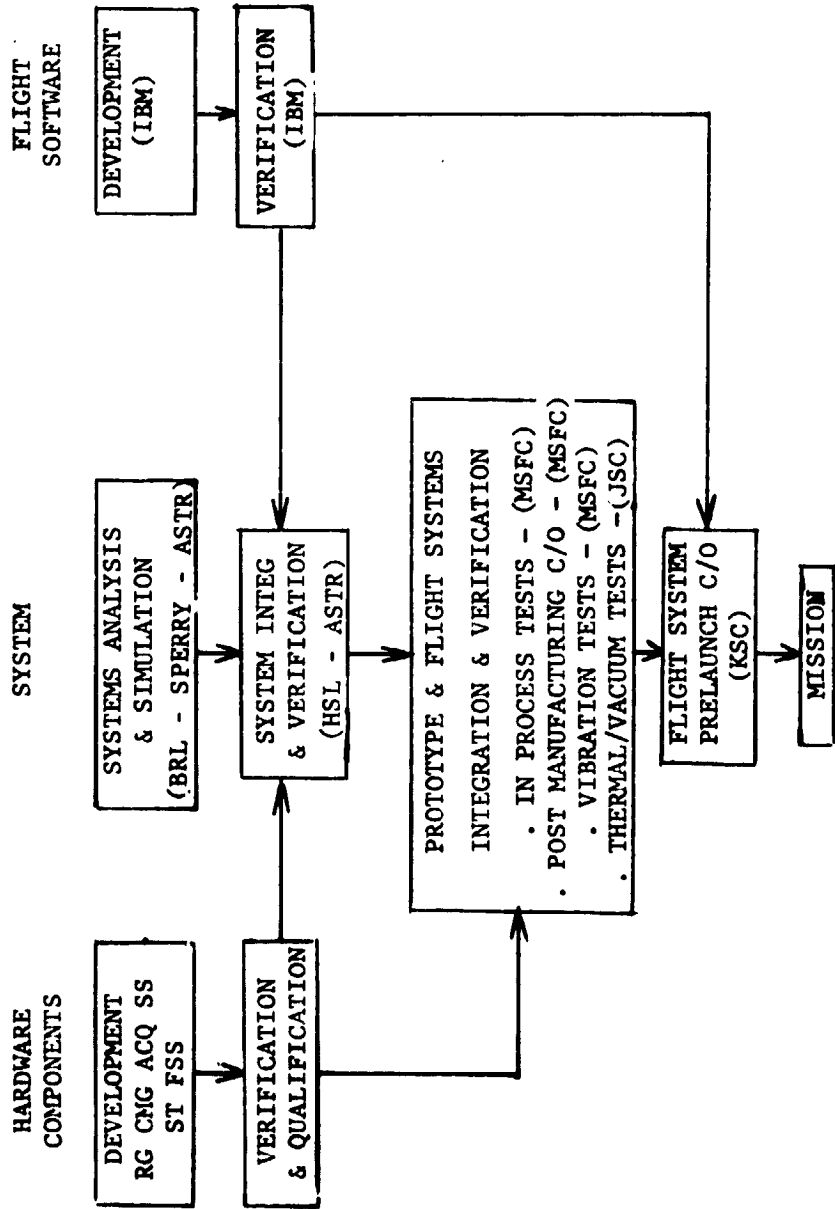 HARDWARE
COMPONENTS
DEVELOPMENT
RG CMG ACQ SS
ST FSS
VERIFICATION
& QUALIFICATION
SYSTEM
SYSTEMS ANALYSIS
& SIMULATION
(BRL - SPERRY - ASTR)
SYSTEM INTEG
& VERIFICATION
(HSL - ASTR)
PROTOTYPE & FLIGHT SYSTEMS
INTEGRATION & VERIFICATION
. IN PROCESS TESTS - (MSFC)
. POST MANUFACTURING C/O - (MSFC)
. VIBRATION TESTS - (MSFC)
. THERMAL/VACUUM TESTS -(JSC)
FLIGHT SYSTEM
PRELAUNCH C/O
(KSC)
MISSION
FLIGHT
SOFTWARE
DEVELOPMENT
(IBM)
VERIFICATION
(IBM)